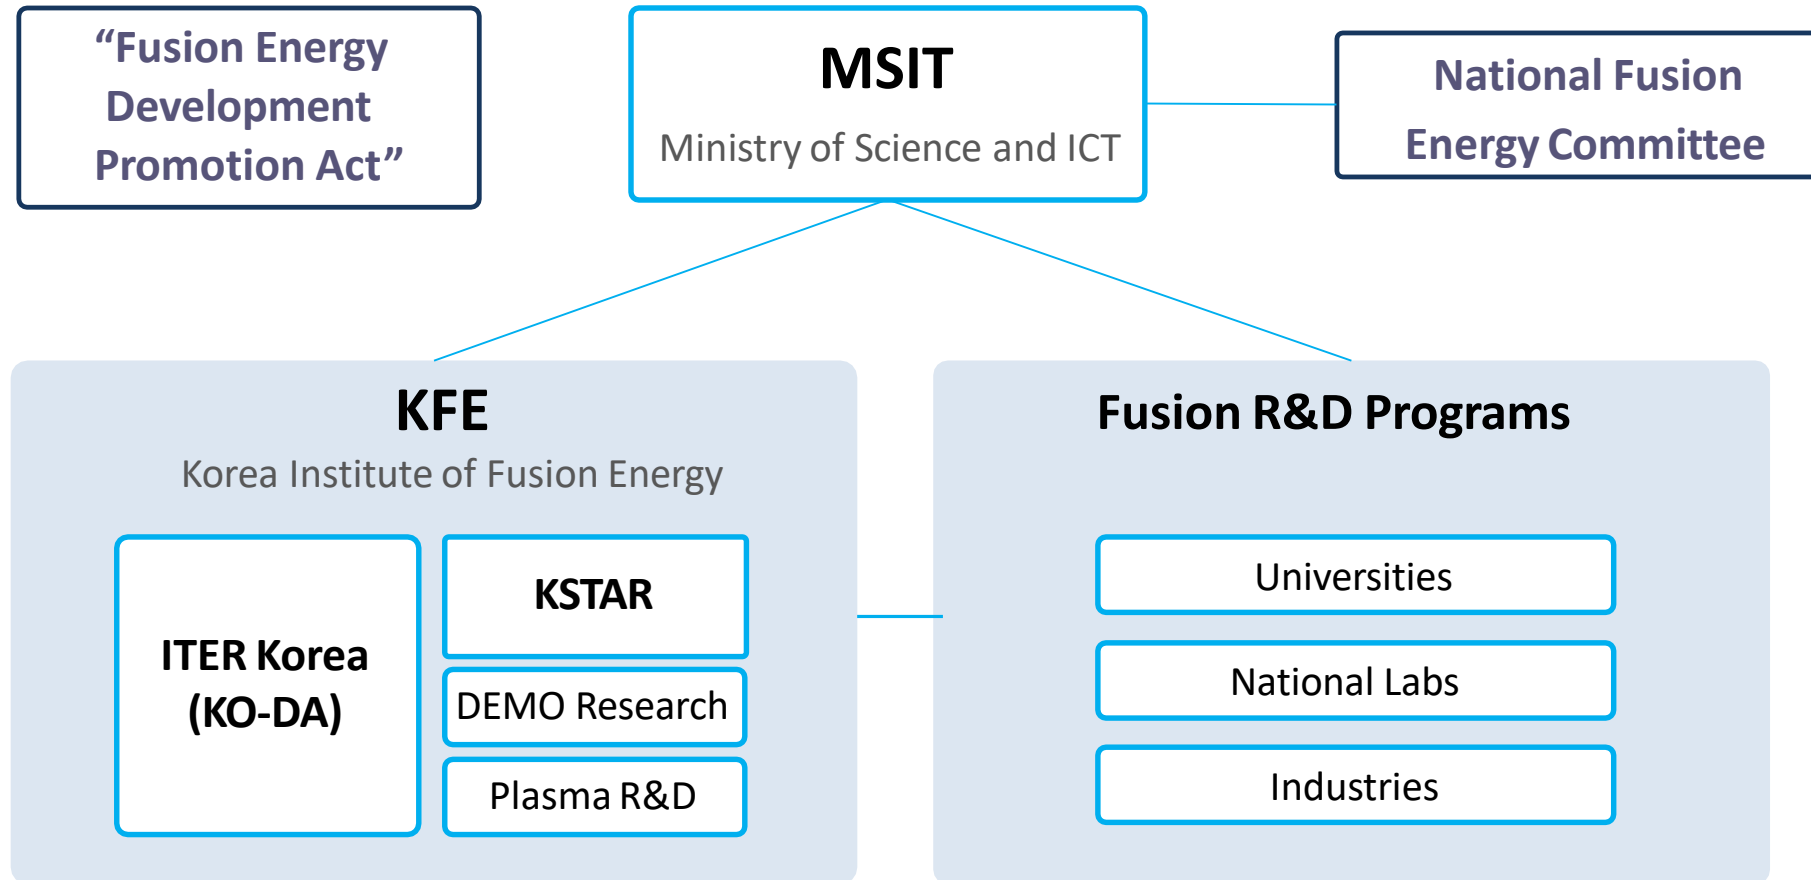 “Fusion Energy
Development
Promotion Act”
MSIT
Ministry of Science and ICT
National Fusion
Energy Committee
KFE
Korea Institute of Fusion Energy
ITER Korea
(KO-DA)
KSTAR
DEMO Research
Plasma R&D
Fusion R&D Programs
Universities
National Labs
Industries